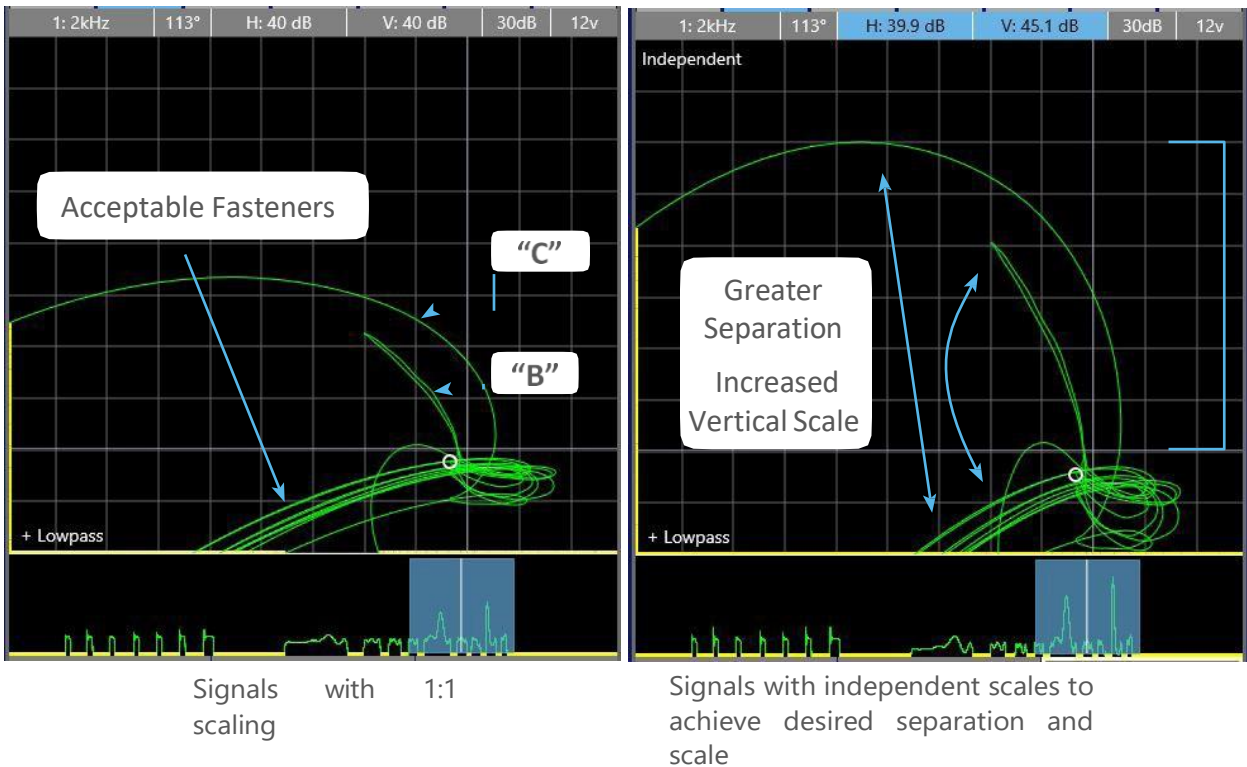 1: 2kHz 113° H: 40 dB V: 40 dB 30dB 12v
Acceptable Fasteners
“C”
“B”
+ Lowpass
Signals with 1:1
scaling
1: 2kHz 113° H: 39.9 dB V: 45.1 dB 30dB 12v
Independent
Greater
Separation
Increased
Vertical Scale
+ Lowpass
Signals with independent scales to
achieve desired separation and
scale